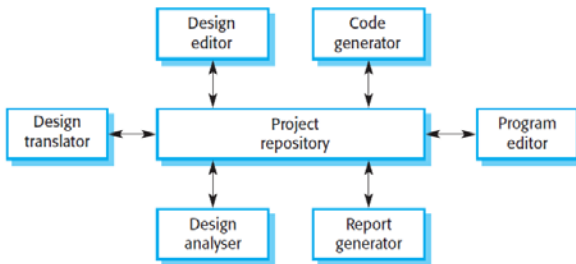 Design
editor
Code
generator
Design
translator
Project
repository
Program
editor
Design
analyser
Report
generator